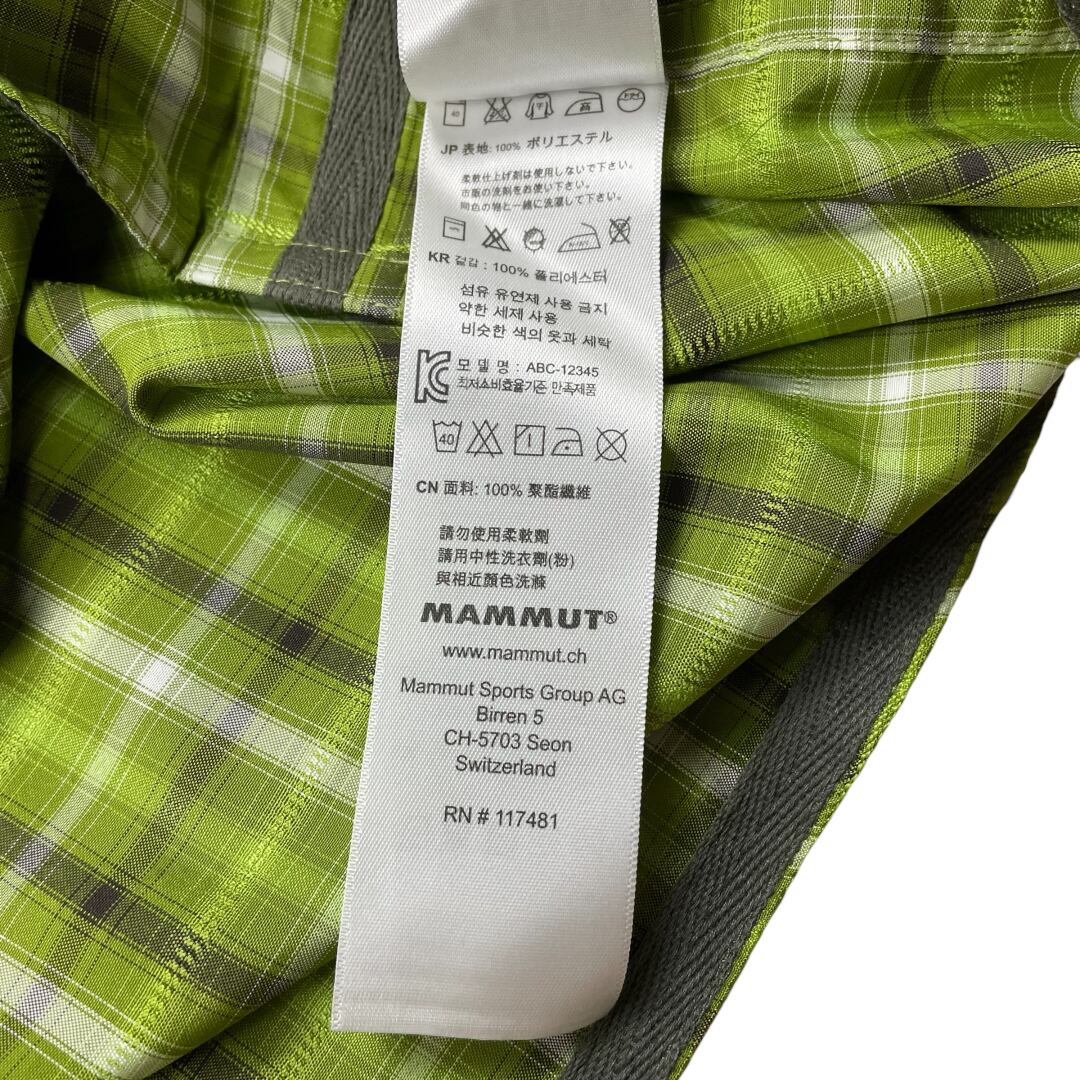 40 高 ドライ
JP 表地: 100% ポリエステル
柔軟仕上げ剤は使用しないで下さい。
市販の洗剤をお使い下さい。
同色の物と一緒に洗濯して下さい。
KR 겉감 : 100% 폴리에스터
섬유 유연제 사용 금지
약한 세제 사용
비슷한 색의 옷과 세탁
모 델 명 : ABC-12345
최저소비효율기준 만족제품
40
CN 面料: 100% 聚酯纖維
請勿使用柔軟劑
請用中性洗衣劑(粉)
與相近顏色洗滌
MAMMUT®
www.mammut.ch
Mammut Sports Group AG
Birren 5
CH-5703 Seon
Switzerland
RN # 117481